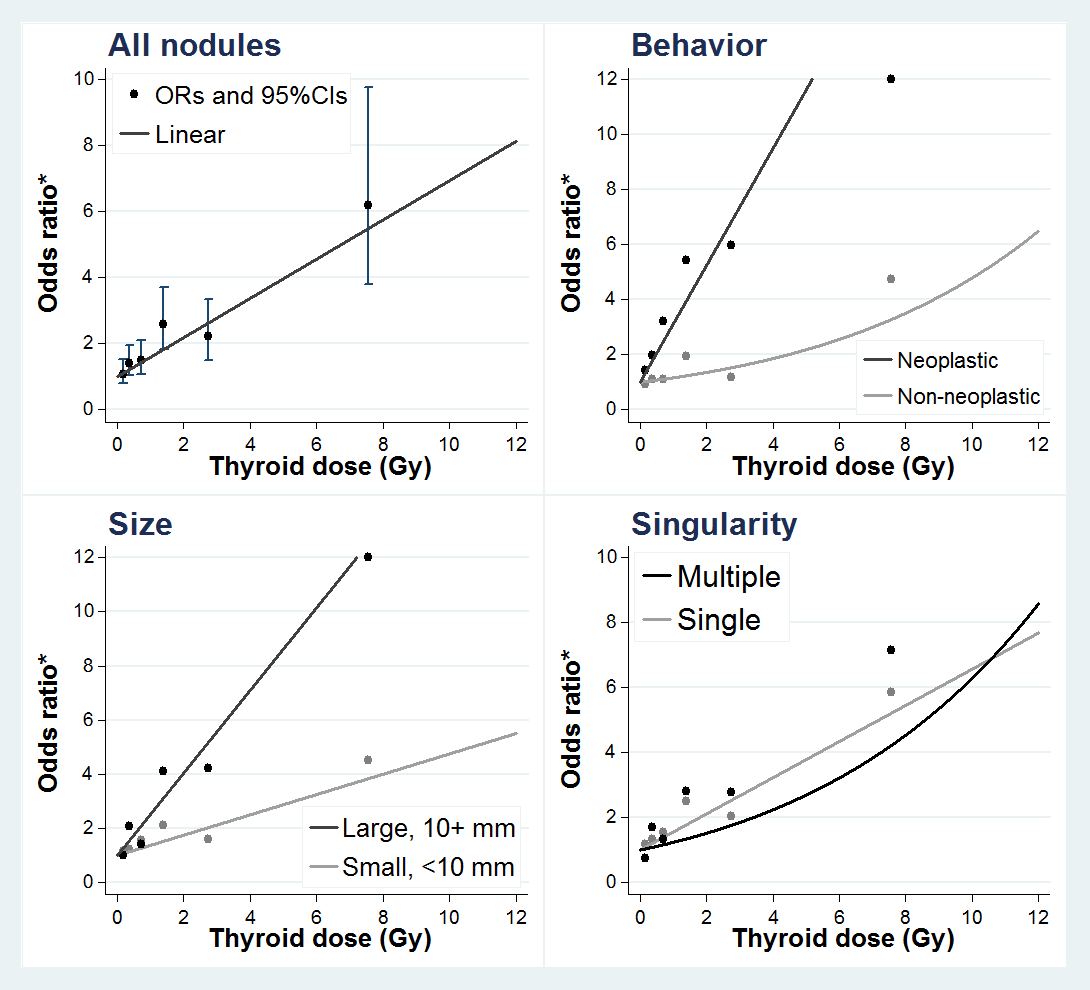 All nodules
10
8
6
4
2
0
Odds ratio*
ORs and 95%CIs
Linear
0 2 4 6 8 10 12
Thyroid dose (Gy)
Behavior
12
10
8
6
4
2
0
Odds ratio*
Neoplastic
Non-neoplastic
0 2 4 6 8 10 12
Thyroid dose (Gy)
Size
12
10
8
6
4
2
0
Odds ratio*
Large, 10+ mm
Small, <10 mm
0 2 4 6 8 10 12
Thyroid dose (Gy)
Singularity
10
8
6
4
2
0
Odds ratio*
Multiple
Single
0 2 4 6 8 10 12
Thyroid dose (Gy)